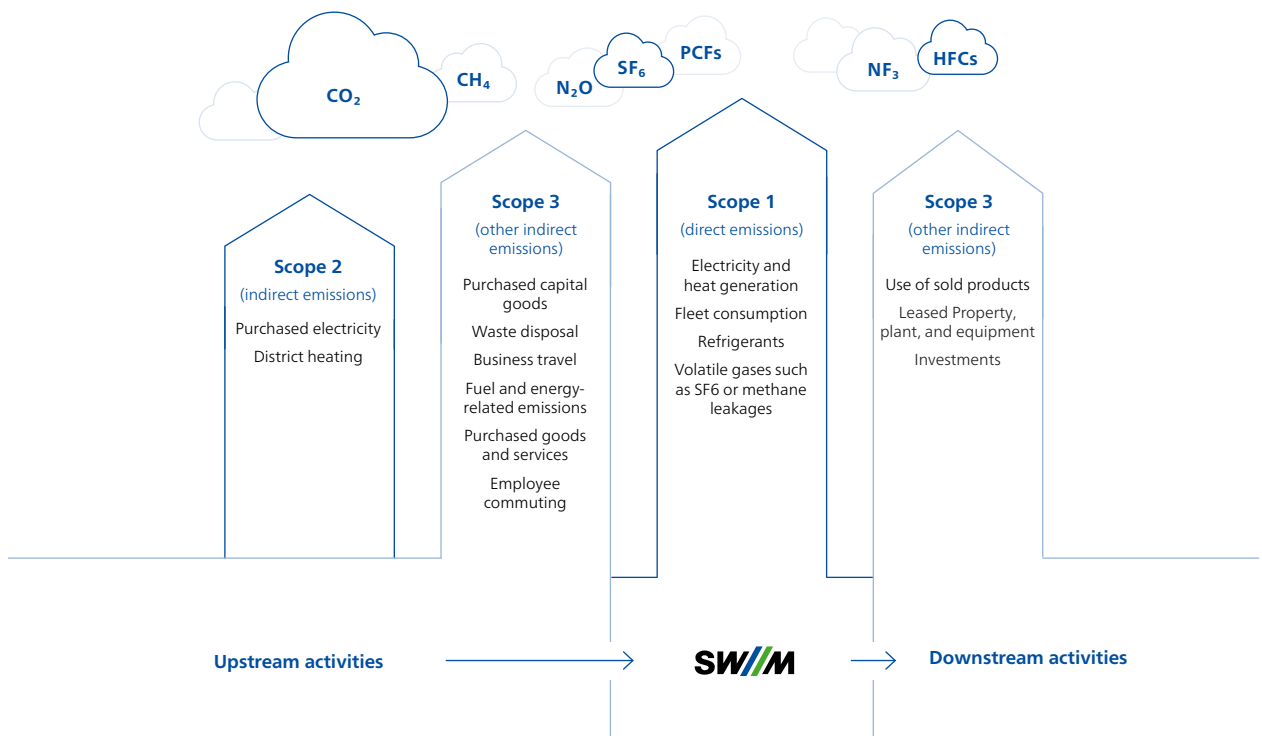 CO₂
CH₄
N₂O
SF₆
PCFs
NF₃
HFCs
Scope 2
(indirect emissions)
Purchased electricity
District heating
Scope 3
(other indirect
emissions)
Purchased capital
goods
Waste disposal
Business travel
Fuel and energy-
related emissions
Purchased goods
and services
Employee
commuting
Scope 1
(direct emissions)
Electricity and
heat generation
Fleet consumption
Refrigerants
Volatile gases such
as SF6 or methane
leakages
Scope 3
(other indirect
emissions)
Use of sold products
Leased Property,
plant, and equipment
Investments
Upstream activities
SW//M
Downstream activities